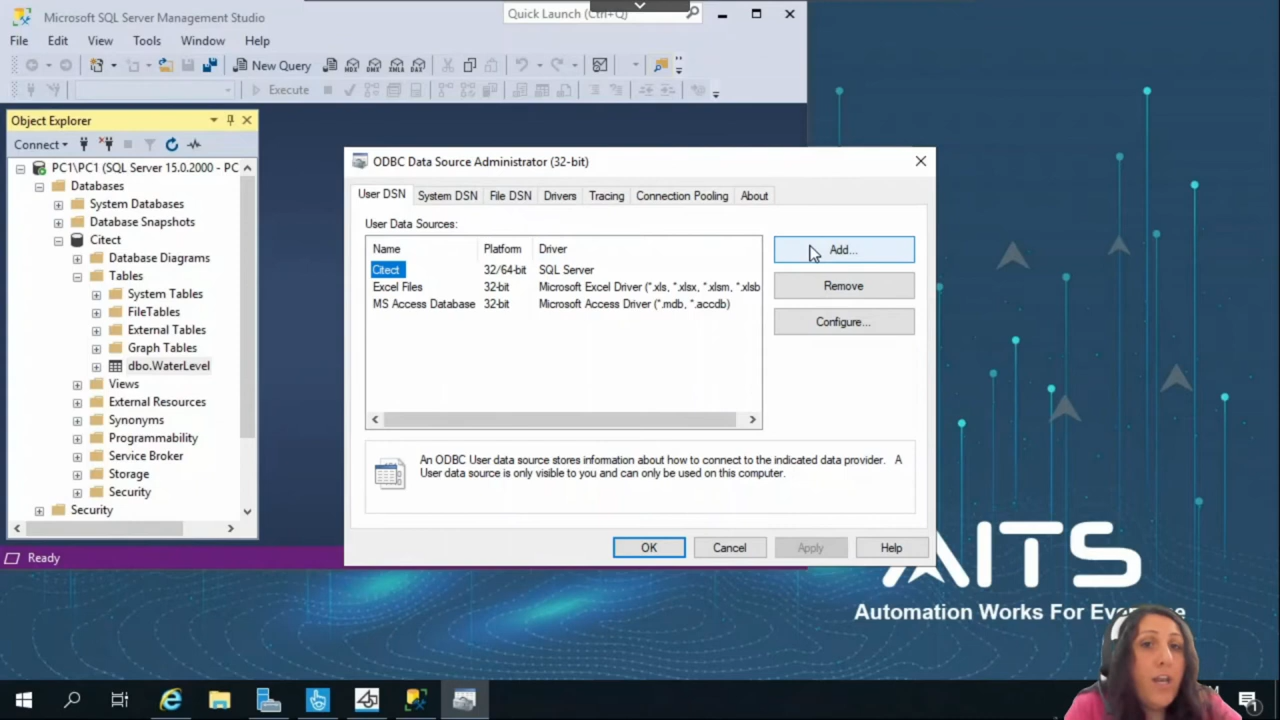 Microsoft SQL Server Management Studio
Quick Launch (Ctrl+Q)
File Edit View Tools Window Help
New Query
Execute
Object Explorer
Connect
PC1\PC1 (SQL Server 15.0.2000 - PC
Databases
System Databases
Database Snapshots
Citect
Database Diagrams
Tables
System Tables
FileTables
External Tables
Graph Tables
dbo.WaterLevel
Views
External Resources
Synonyms
Programmability
Service Broker
Storage
Security
Security
Ready
ODBC Data Source Administrator (32-bit)
User DSN System DSN File DSN Drivers Tracing Connection Pooling About
User Data Sources:
Name Platform Driver
Citect 32/64-bit SQL Server
Excel Files 32-bit Microsoft Excel Driver (*.xls, *.xlsx, *.xlsm, *.xlsb
MS Access Database 32-bit Microsoft Access Driver (*.mdb, *.accdb)
Add...
Remove
Configure...
An ODBC User data source stores information about how to connect to the indicated data provider. A
User data source is only visible to you and can only be used on this computer.
OK Cancel Apply Help
AITS
Automation Works For